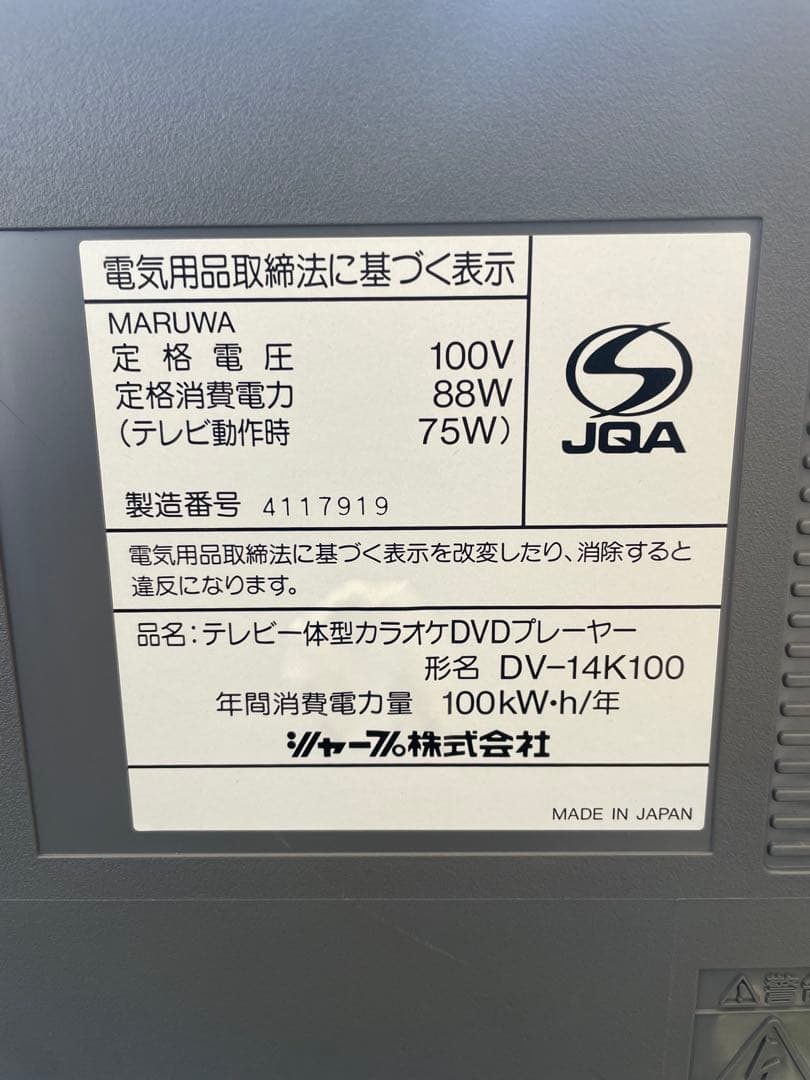 電気用品取締法に基づく表示
MARUWA
定格電圧 100V
定格消費電力 88W
(テレビ動作時 75W)
製造番号 4117919
JQA
電気用品取締法に基づく表示を改変したり、消除すると
違反になります。
品名:テレビ一体型カラオケDVDプレーヤー
形名 DV-14K100
年間消費電力量 100kW・h/年
シャープ株式会社
MADE IN JAPAN